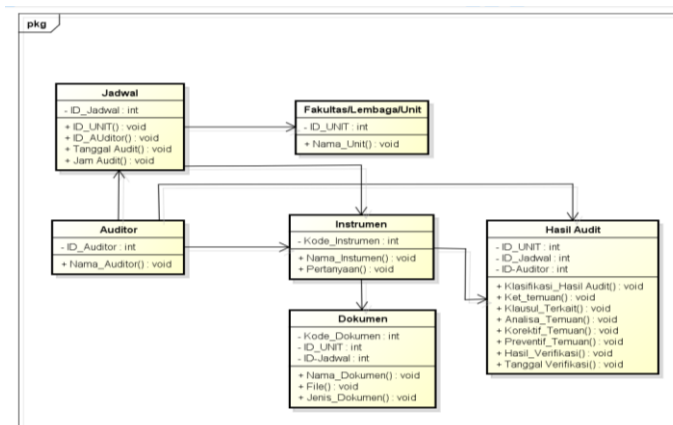 pkg
Jadwal
- ID_Jadwal : int
+ ID_UNIT() : void
+ ID_AUditor() : void
+ Tanggal Audit() : void
+ Jam Audit() : void
Fakultas/Lembaga/Unit
- ID_UNIT : int
+ Nama_Unit() : void
Auditor
- ID_Auditor : int
+ Nama_Auditor() : void
Instrumen
- Kode_Instrumen : int
+ Nama_Instumen() : void
+ Pertanyaan() : void
Hasil Audit
- ID_UNIT : int
- ID_Jadwal : int
- ID-Auditor : int
+ Klasifikasi_Hasil Audit() : void
+ Ket_temuan() : void
+ Klausul_Terkait() : void
+ Analisa_Temuan() : void
+ Korektif_Temuan() : void
+ Preventif_Temuan() : void
+ Hasil_Verifikasi() : void
+ Tanggal Verifikasi() : void
Dokumen
- Kode_Dokumen : int
- ID_UNIT : int
- ID-Jadwal : int
+ Nama_Dokumen() : void
+ File() : void
+ Jenis_Dokumen() : void